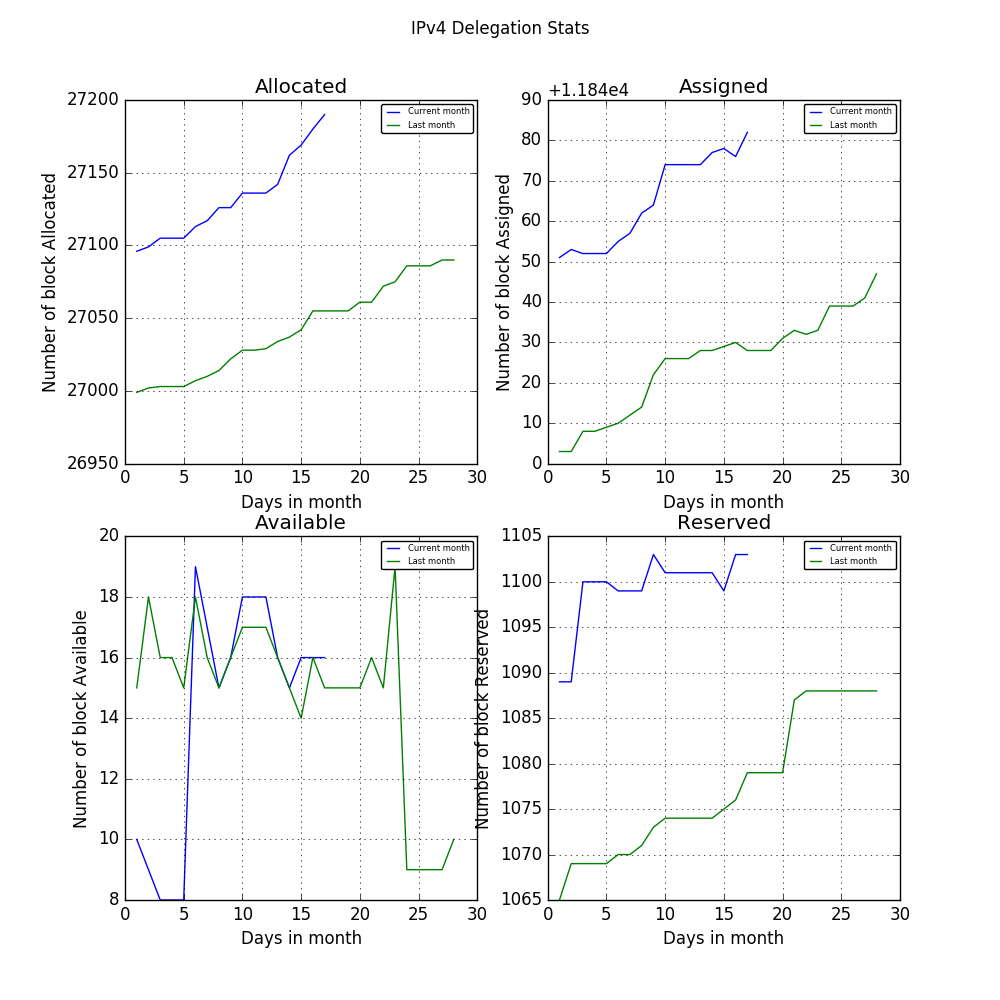 IPv4 Delegation Stats
Allocated
Number of block Allocated
27200
27150
27100
27050
27000
26950
0 5 10 15 20 25 30
Days in month
Current month
Last month
Assigned
+1.184e4
Number of block Assigned
90
80
70
60
50
40
30
20
10
0
0 5 10 15 20 25 30
Days in month
Current month
Last month
Available
Number of block Available
20
18
16
14
12
10
8
0 5 10 15 20 25 30
Days in month
Current month
Last month
Reserved
Number of block Reserved
1105
1100
1095
1090
1085
1080
1075
1070
1065
0 5 10 15 20 25 30
Days in month
Current month
Last month